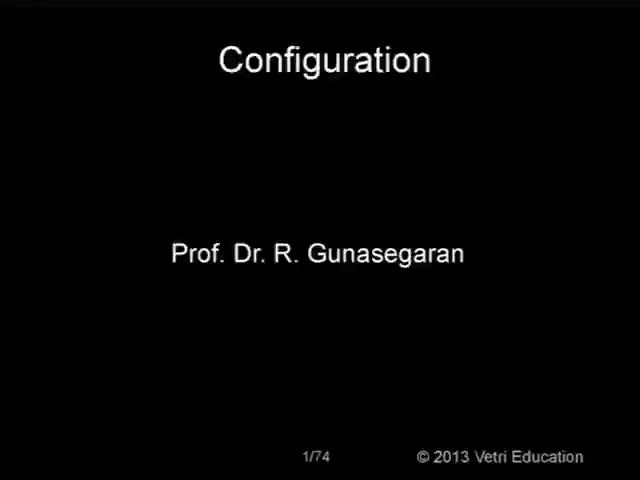 Configuration
Prof. Dr. R. Gunasegaran
1/74
© 2013 Vetri Education